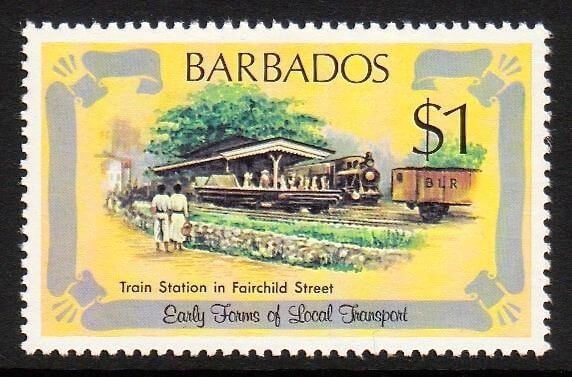 BARBADOS
$1
BLR
Train Station in Fairchild Street
Early Forms of Local Transport